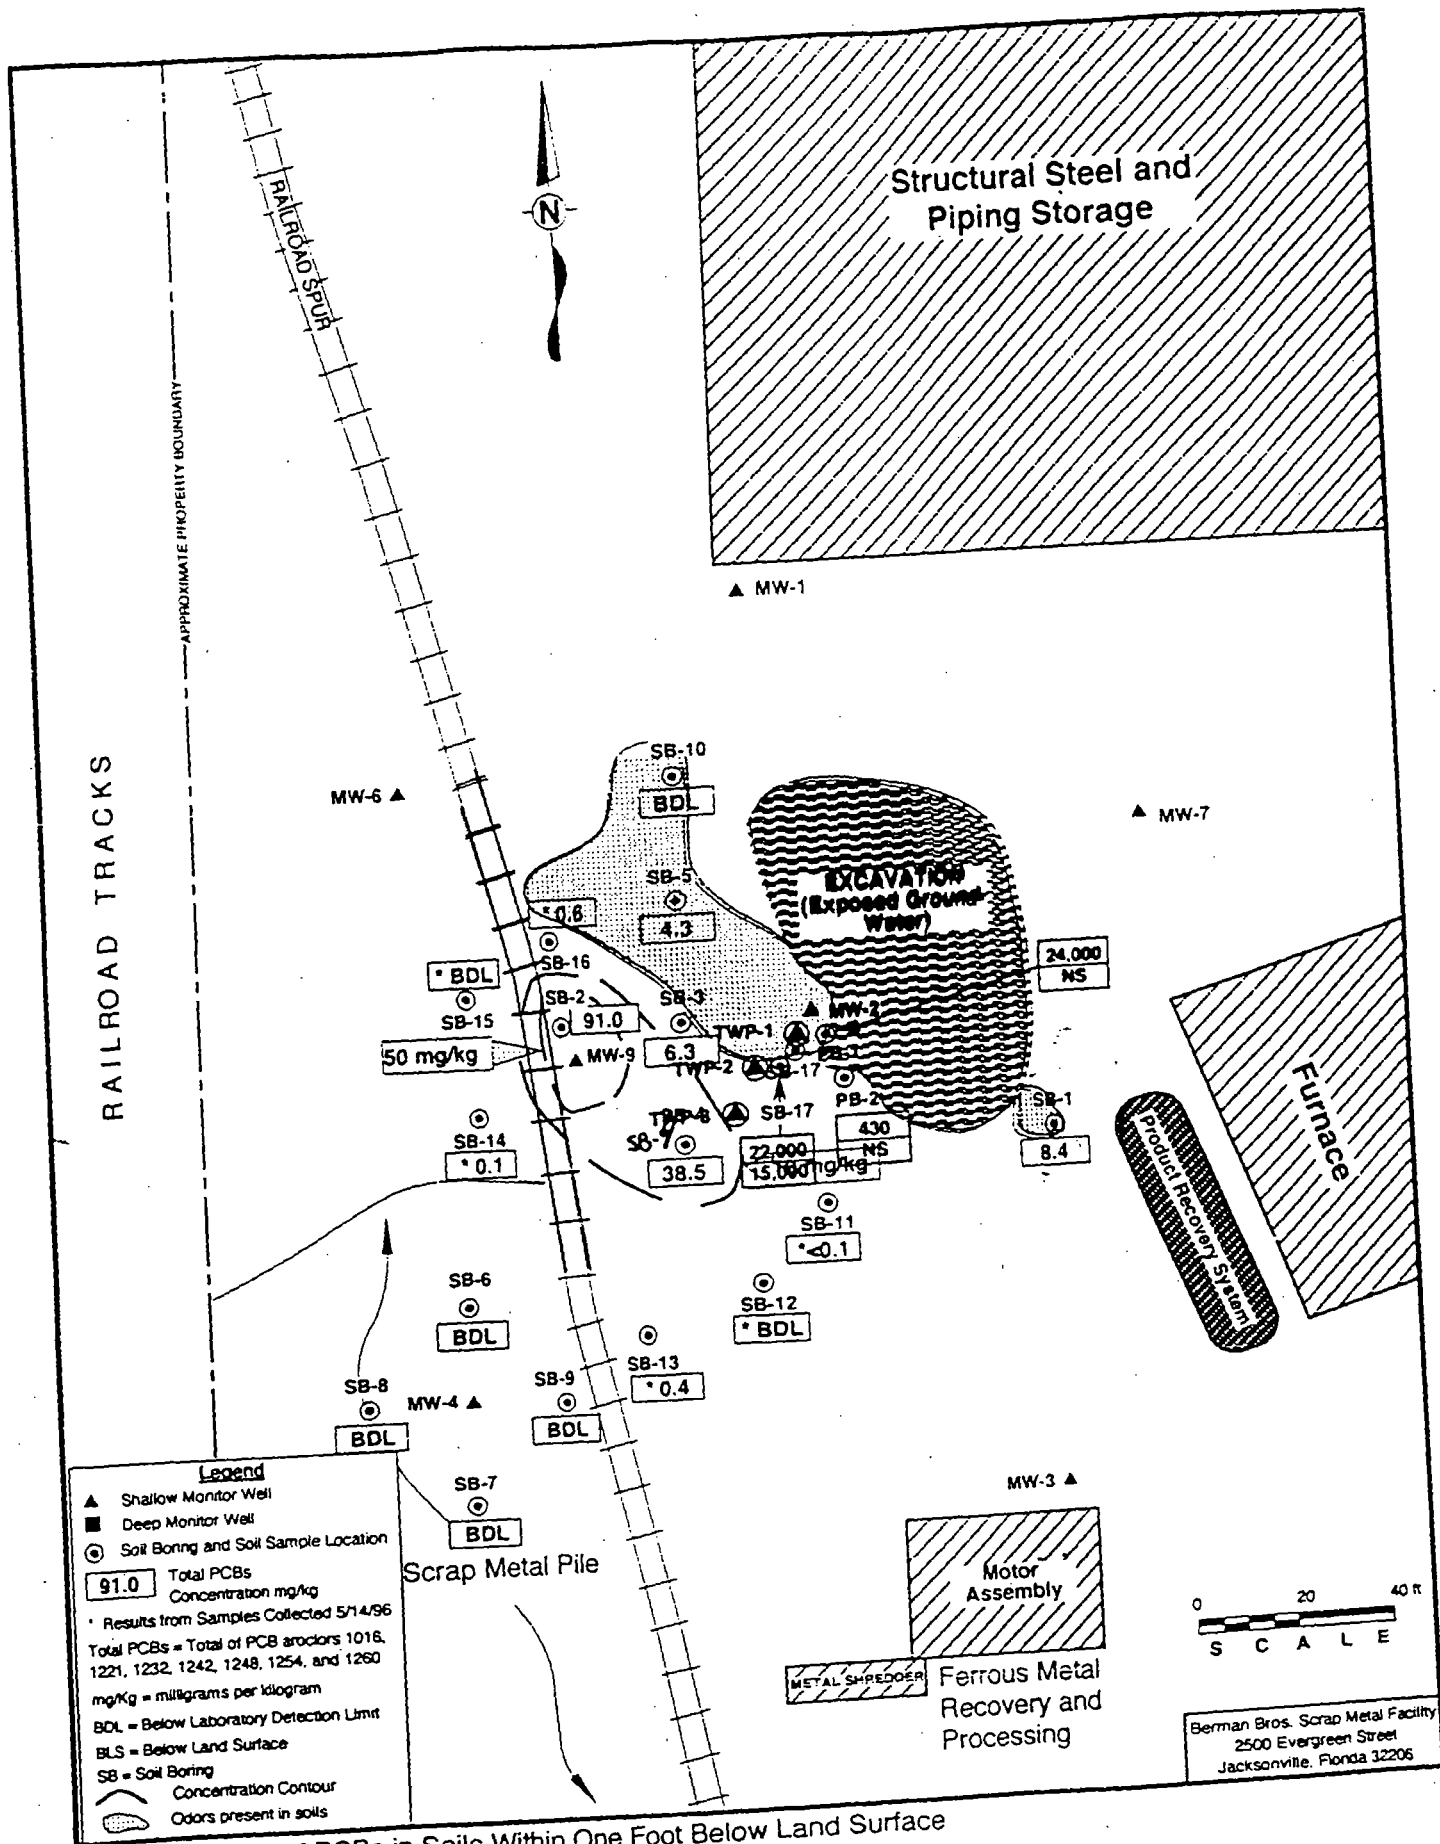 Structural Steel and
Piping Storage
N
RAILROAD SPUR
APPROXIMATE PROPERTY BOUNDARY
RAILROAD TRACKS
MW-1
MW-6
MW-7
SB-10
BDL
SB-5
4.3
EXCAVATION
(Exposed Ground
Water)
* 0.6
SB-16
* BDL
SB-15
24,000
NS
SB-2
91.0
SB-3
6.3
MW-2
TWP-1
50 mg/kg
MW-9
TWP-2
SB-17
PB-2
SB-17
SB-1
8.4
SB-14
* 0.1
38.5
430
NS
22,000
15,000
mg/kg
Furnace
Product Recovery System
SB-11
*<0.1
SB-6
BDL
SB-12
* BDL
SB-13
* 0.4
SB-8
BDL
MW-4
SB-9
BDL
SB-7
BDL
Scrap Metal Pile
MW-3
Motor
Assembly
METAL SHREDDER
Ferrous Metal
Recovery and
Processing
0 20 40 ft
S C A L E
Legend
Shallow Monitor Well
Deep Monitor Well
Soil Boring and Soil Sample Location
91.0
Total PCBs
Concentration mg/kg
* Results from Samples Collected 5/14/96
Total PCBs = Total of PCB aroclors 1016,
1221, 1232, 1242, 1248, 1254, and 1260
mg/Kg = milligrams per kilogram
BDL = Below Laboratory Detection Limit
BLS = Below Land Surface
SB = Soil Boring
Concentration Contour
Odors present in soils
Berman Bros. Scrap Metal Facility
2500 Evergreen Street
Jacksonville, Florida 32206
PCBs in Soils Within One Foot Below Land Surface